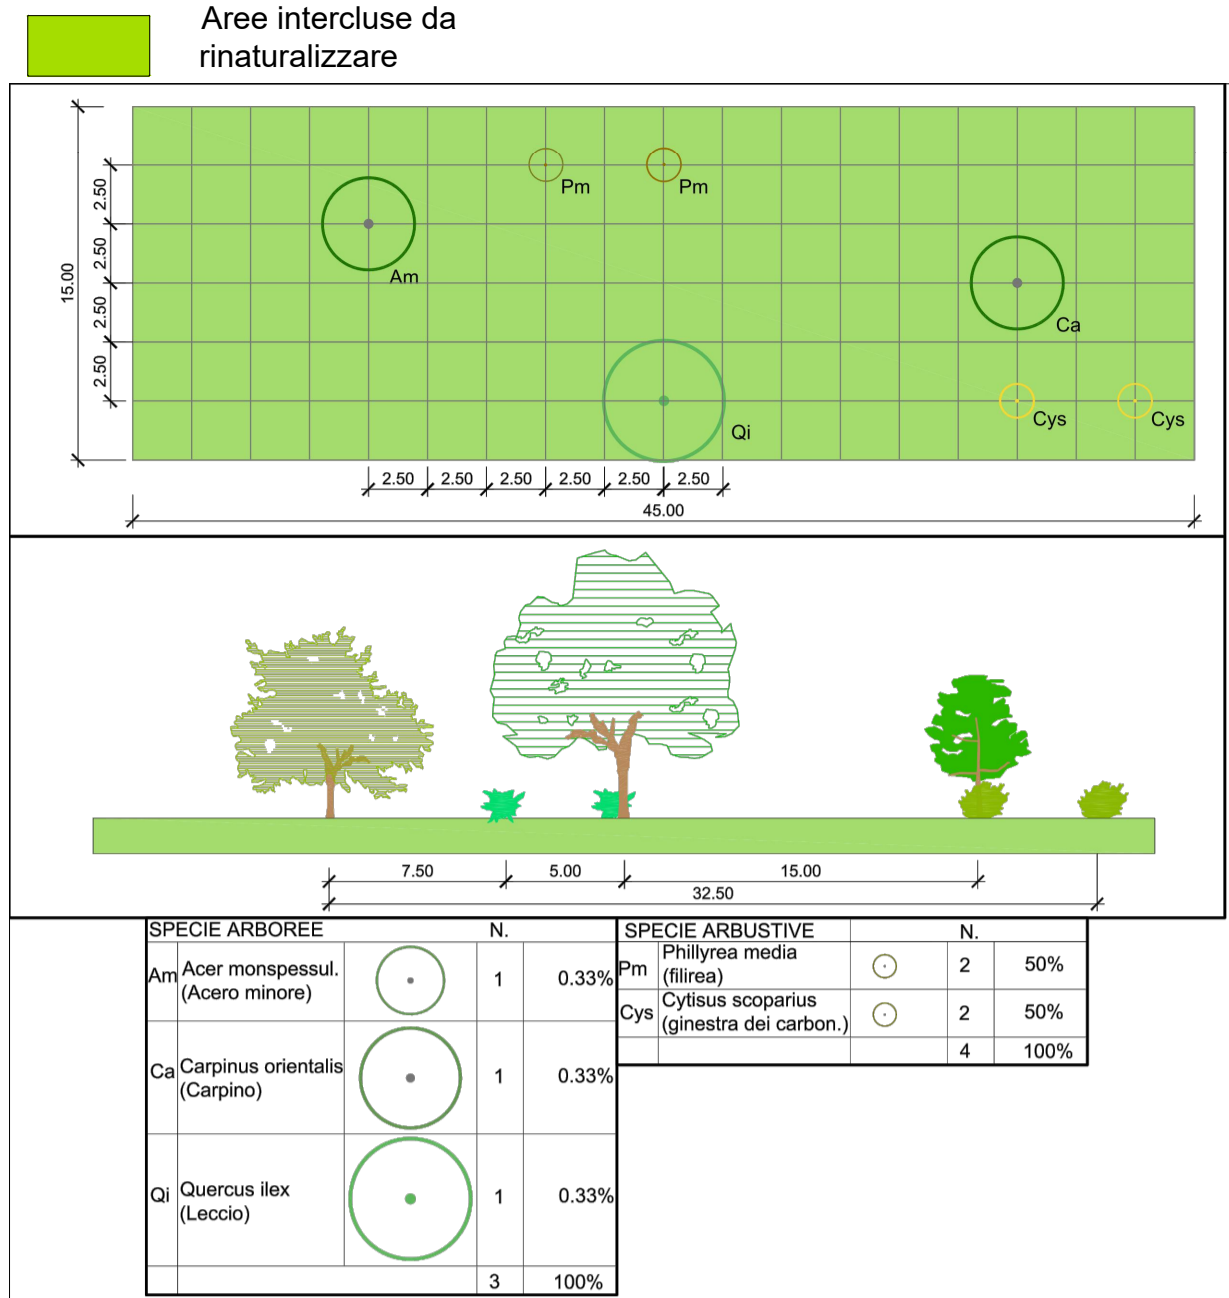 Aree intercluse da
rinaturalizzare
15.00
2.50
2.50
2.50
2.50
Pm
Pm
Am
Ca
Qi
Cys
Cys
2.50 2.50 2.50 2.50 2.50 2.50
45.00
7.50 5.00 15.00
32.50
SPECIE ARBOREE N.
Am Acer monspessul. (Acero minore) 1 0.33%
Ca Carpinus orientalis (Carpino) 1 0.33%
Qi Quercus ilex (Leccio) 1 0.33%
3 100%
SPECIE ARBUSTIVE N.
Pm Phillyrea media (filirea) 2 50%
Cys Cytisus scoparius (ginestra dei carbon.) 2 50%
4 100%